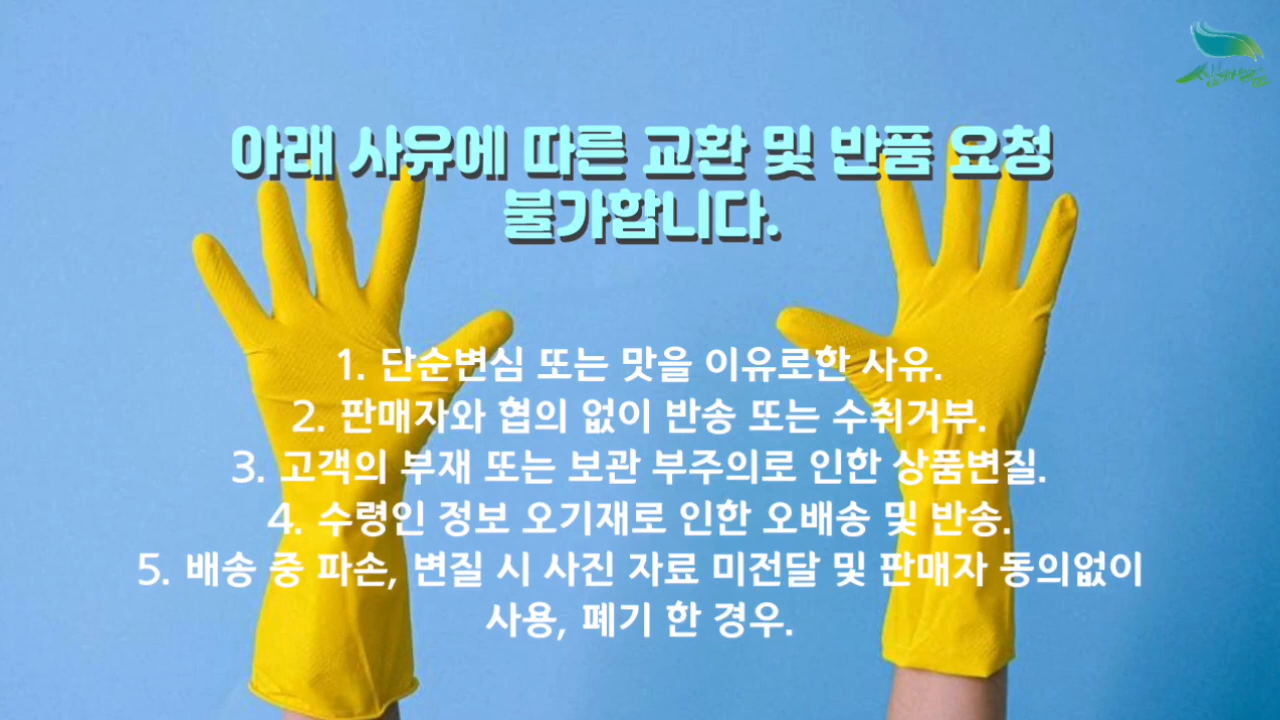 아래 사유에 따른 교환 및 반품 요청
불가합니다.
1. 단순변심 또는 맛을 이유로한 사유.
2. 판매자와 협의 없이 반송 또는 수취거부.
3. 고객의 부재 또는 보관 부주의로 인한 상품변질.
4. 수령인 정보 오기재로 인한 오배송 및 반송.
5. 배송 중 파손, 변질 시 사진 자료 미전달 및 판매자 동의없이
사용, 폐기 한 경우.